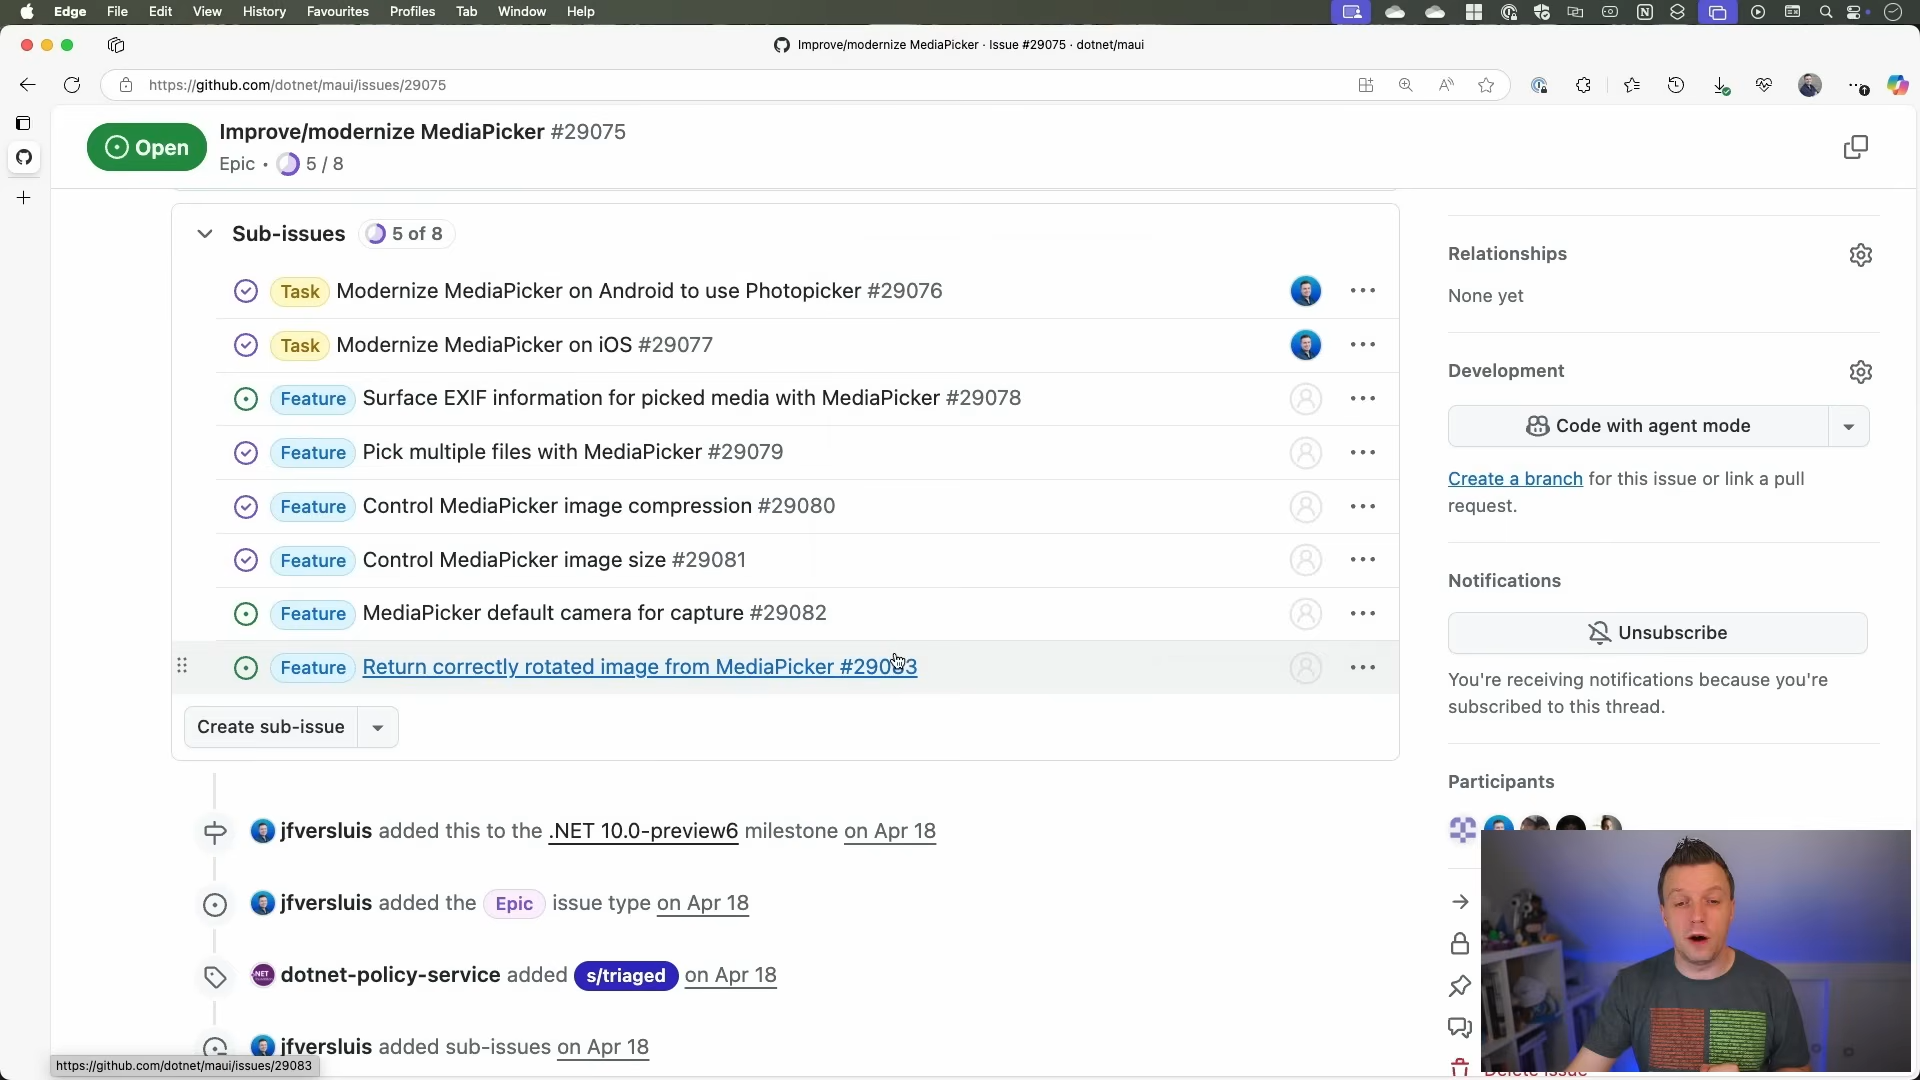 Edge File Edit View History Favourites Profiles Tab Window Help
Improve/modernize MediaPicker · Issue #29075 · dotnet/maui
https://github.com/dotnet/maui/issues/29075
Open
Improve/modernize MediaPicker #29075
Epic • 5 / 8
Sub-issues 5 of 8
Task Modernize MediaPicker on Android to use Photopicker #29076
Task Modernize MediaPicker on iOS #29077
Feature Surface EXIF information for picked media with MediaPicker #29078
Feature Pick multiple files with MediaPicker #29079
Feature Control MediaPicker image compression #29080
Feature Control MediaPicker image size #29081
Feature MediaPicker default camera for capture #29082
Feature Return correctly rotated image from MediaPicker #29083
Create sub-issue
jfversluis added this to the .NET 10.0-preview6 milestone on Apr 18
jfversluis added the Epic issue type on Apr 18
.NET dotnet-policy-service added s/triaged on Apr 18
jfversluis added sub-issues on Apr 18
https://github.com/dotnet/maui/issues/29083
Relationships
None yet
Development
Code with agent mode
Create a branch for this issue or link a pull
request.
Notifications
Unsubscribe
You're receiving notifications because you're
subscribed to this thread.
Participants
Delete issue